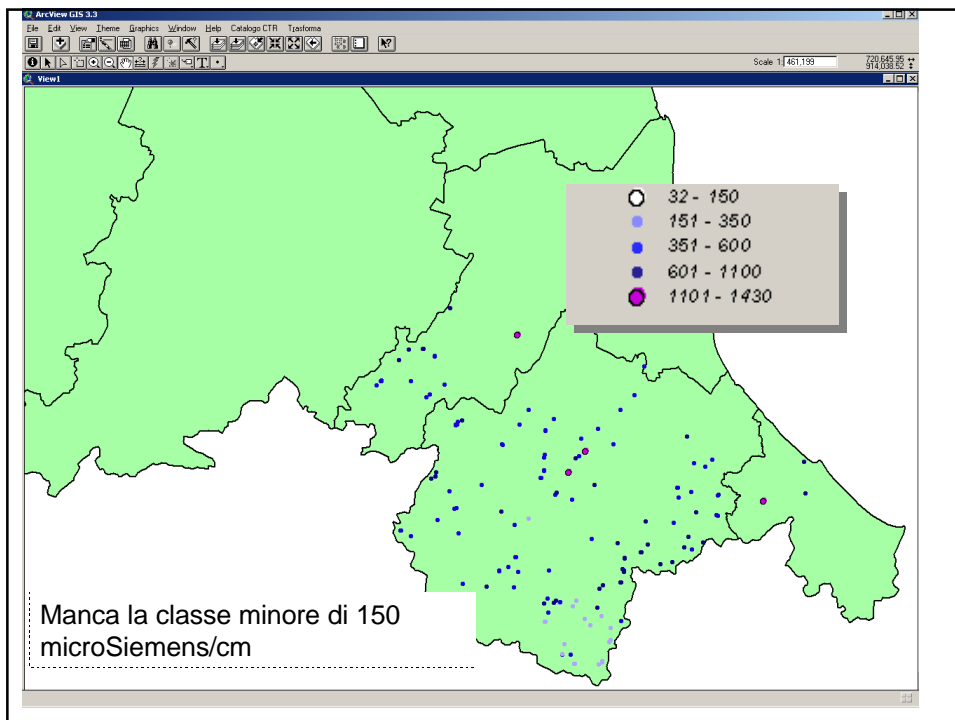 ArcView GIS 3.3
File Edit View Theme Graphics Window Help Catalogo CTR Trasforma
Scale 1: 461,199
720,645.95
914,038.52
View1
32 - 150
151 - 350
351 - 600
601 - 1100
1101 - 1430
Manca la classe minore di 150
microSiemens/cm